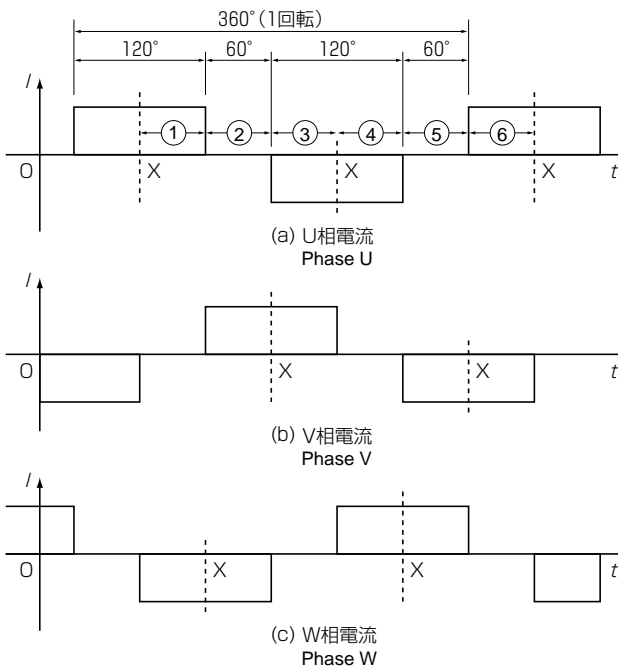 360°(1回転)
120° 60° 120° 60°
I
① ② ③ ④ ⑤ ⑥
O X X X t
(a) U相電流
Phase U
I
O X X t
(b) V相電流
Phase V
I
O X X t
(c) W相電流
Phase W